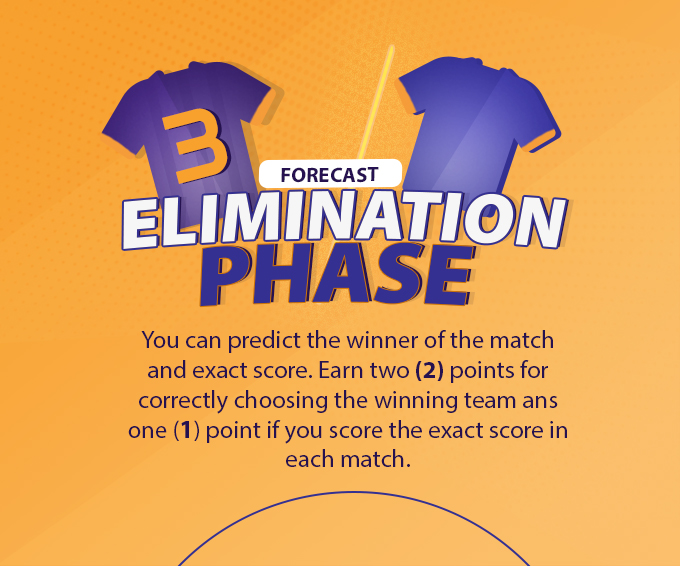 3
FORECAST
ELIMINATION
PHASE
You can predict the winner of the match
and exact score. Earn two (2) points for
correctly choosing the winning team ans
one (1) point if you score the exact score in
each match.